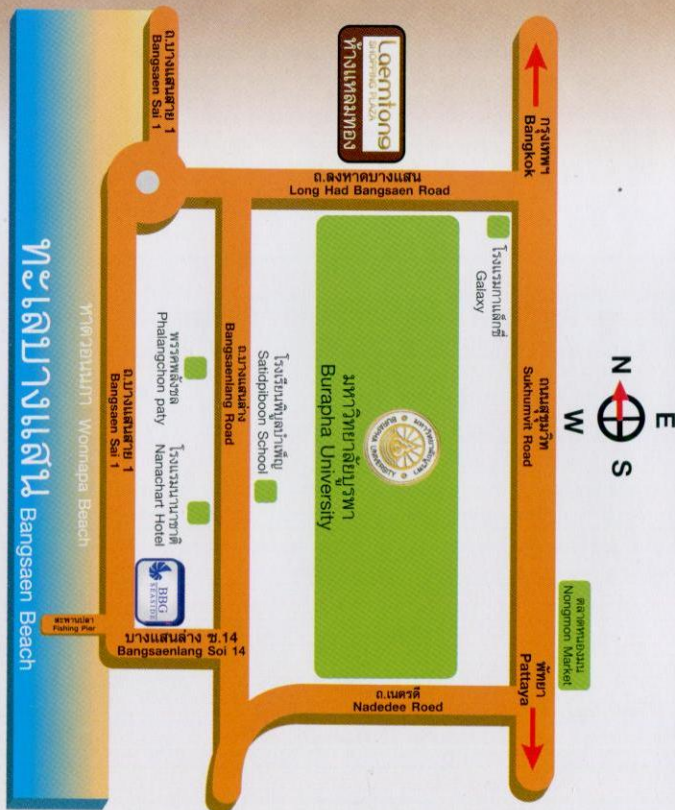 กรุงเทพฯ
Bangkok
E
N
S
W
ถนนสุขุมวิท
Sukhumvit Road
ตลาดหนองมน
Nongmon Market
พัทยา
Pattaya
Laemtong
SHOPPING PLAZA
ห้างแหลมทอง
ถ.ลงหาดบางแสน
Long Had Bangsaen Road
โรงแรมกาแล็กซี่
Galaxy
มหาวิทยาลัยบูรพา
Burapha University
BURAPHA UNIVERSITY
ถ.เนตรดี
Nadedee Roed
ถ.บางแสนสาย 1
Bangsaen Sai 1
ถ.บางแสนล่าง
Bangsaenlang Road
โรงเรียนพิบูลบำเพ็ญ
Satidpiboon School
พรรคพลังชล
Phalangchon paty
โรงแรมนานาชาติ
Nanachart Hotel
BBG
SEASIDE
บางแสนล่าง ซ.14
Bangsaenlang Soi 14
ถ.บางแสนสาย 1
Bangsaen Sai 1
สะพานปลา
Fishing Pier
หาดวอนนภา Wonnapa Beach
ทะเลบางแสน Bangsaen Beach